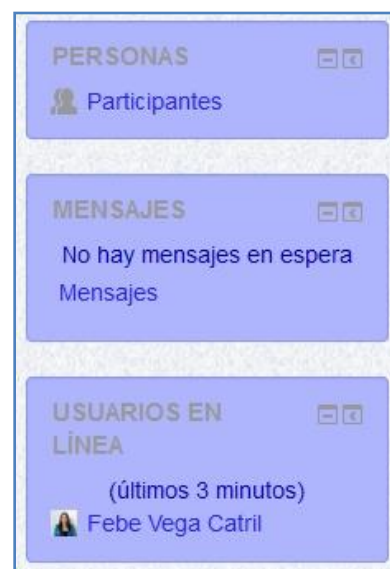 PERSONAS
Participantes
MENSAJES
No hay mensajes en espera
Mensajes
USUARIOS EN
LÍNEA
(últimos 3 minutos)
Febe Vega Catril